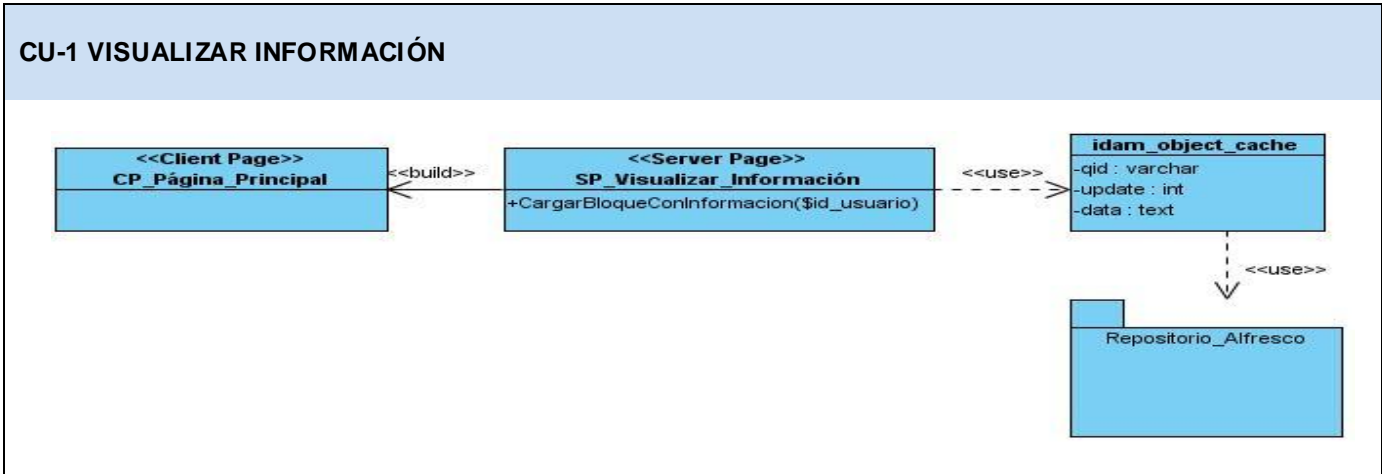 CU-1 VISUALIZAR INFORMACIÓN
<<Client Page>>
CP_Página_Principal
<<build>>
<<Server Page>>
SP_Visualizar_Información
+CargarBloqueConInformacion($id_usuario)
<<use>>
idam_object_cache
-qid : varchar
-update : int
-data : text
<<use>>
Repositorio_Alfresco